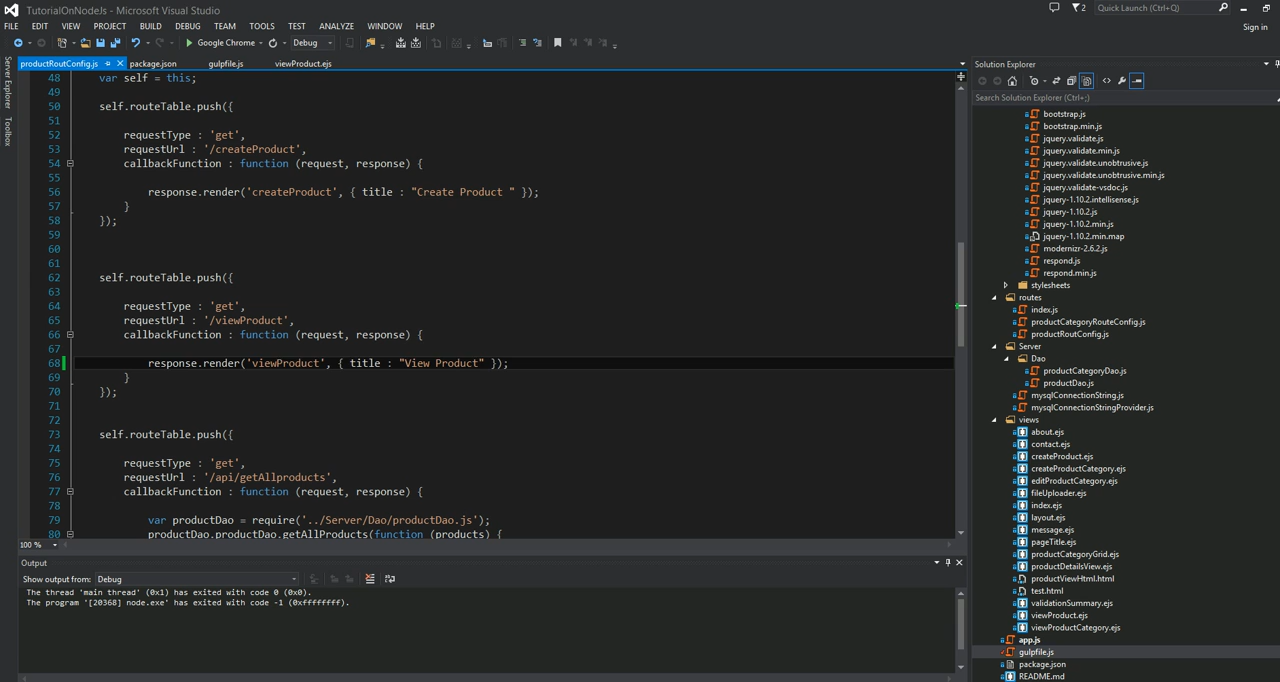 TutorialOnNodeJs - Microsoft Visual Studio
2
Quick Launch (Ctrl+Q)
FILE EDIT VIEW PROJECT BUILD DEBUG TEAM TOOLS TEST ANALYZE WINDOW HELP
Sign in
Google Chrome Debug
productRoutConfig.js package.json gulpfile.js viewProduct.ejs
Server Explorer
Toolbox
48 var self = this;
49
50 self.routeTable.push({
51
52 requestType : 'get',
53 requestUrl : '/createProduct',
54 callbackFunction : function (request, response) {
55
56 response.render('createProduct', { title : "Create Product " });
57 }
58 });
59
60
61
62 self.routeTable.push({
63
64 requestType : 'get',
65 requestUrl : '/viewProduct',
66 callbackFunction : function (request, response) {
67
68 response.render('viewProduct', { title : "View Product" });
69 }
70 });
71
72
73 self.routeTable.push({
74
75 requestType : 'get',
76 requestUrl : '/api/getAllproducts',
77 callbackFunction : function (request, response) {
78
79 var productDao = require('../Server/Dao/productDao.js');
80 productDao.productDao.getAllProducts(function (products) {
100 %
Output
Show output from: Debug
The thread 'main thread' (0x1) has exited with code 0 (0x0).
The program '[20368] node.exe' has exited with code -1 (0xffffffff).
Solution Explorer
Search Solution Explorer (Ctrl+;)
bootstrap.js
bootstrap.min.js
jquery.validate.js
jquery.validate.min.js
jquery.validate.unobtrusive.js
jquery.validate.unobtrusive.min.js
jquery.validate-vsdoc.js
jquery-1.10.2.intellisense.js
jquery-1.10.2.js
jquery-1.10.2.min.js
jquery-1.10.2.min.map
modernizr-2.6.2.js
respond.js
respond.min.js
stylesheets
routes
index.js
productCategoryRouteConfig.js
productRoutConfig.js
Server
Dao
productCategoryDao.js
productDao.js
mysqlConnectionString.js
mysqlConnectionStringProvider.js
views
about.ejs
contact.ejs
createProduct.ejs
createProductCategory.ejs
editProductCategory.ejs
fileUploader.ejs
index.ejs
layout.ejs
message.ejs
pageTitle.ejs
productCategoryGrid.ejs
productDetailsView.ejs
productViewHtml.html
test.html
validationSummary.ejs
viewProduct.ejs
viewProductCategory.ejs
app.js
gulpfile.js
package.json
README.md